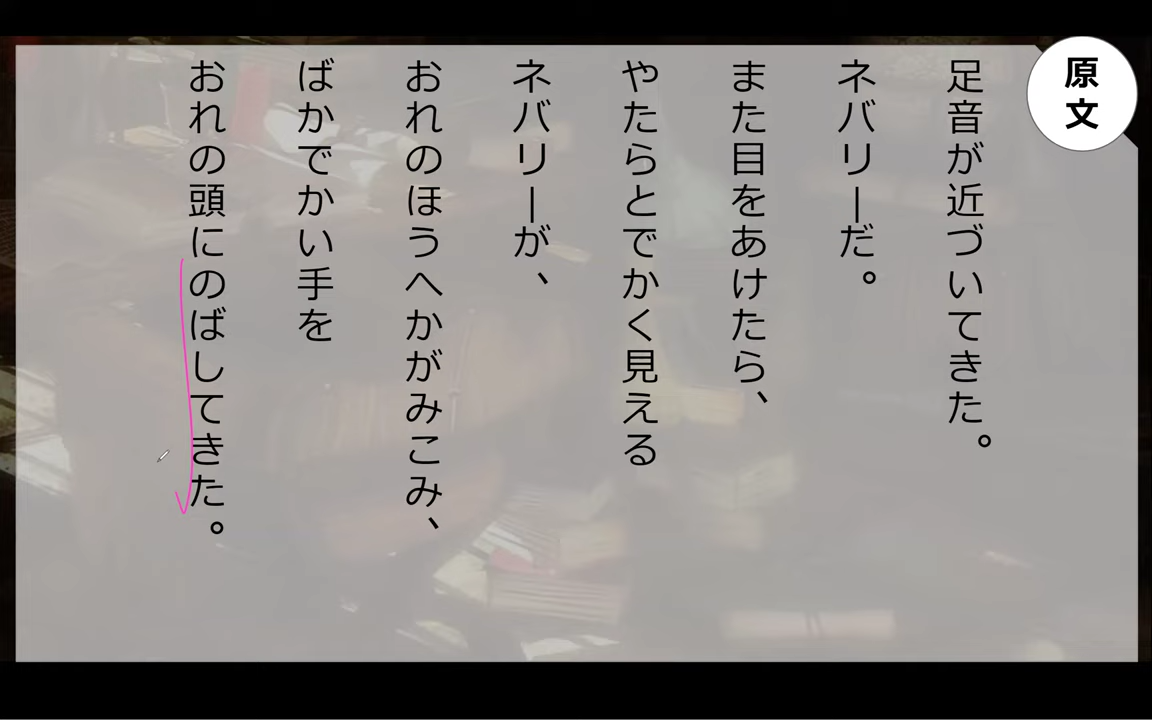 原文
足音が近づいてきた。
ネバリーだ。
また目をあけたら、
やたらとでかく見える
ネバリーが、
おれのほうへかがみこみ、
ばかでかい手を
おれの頭にのばしてきた。